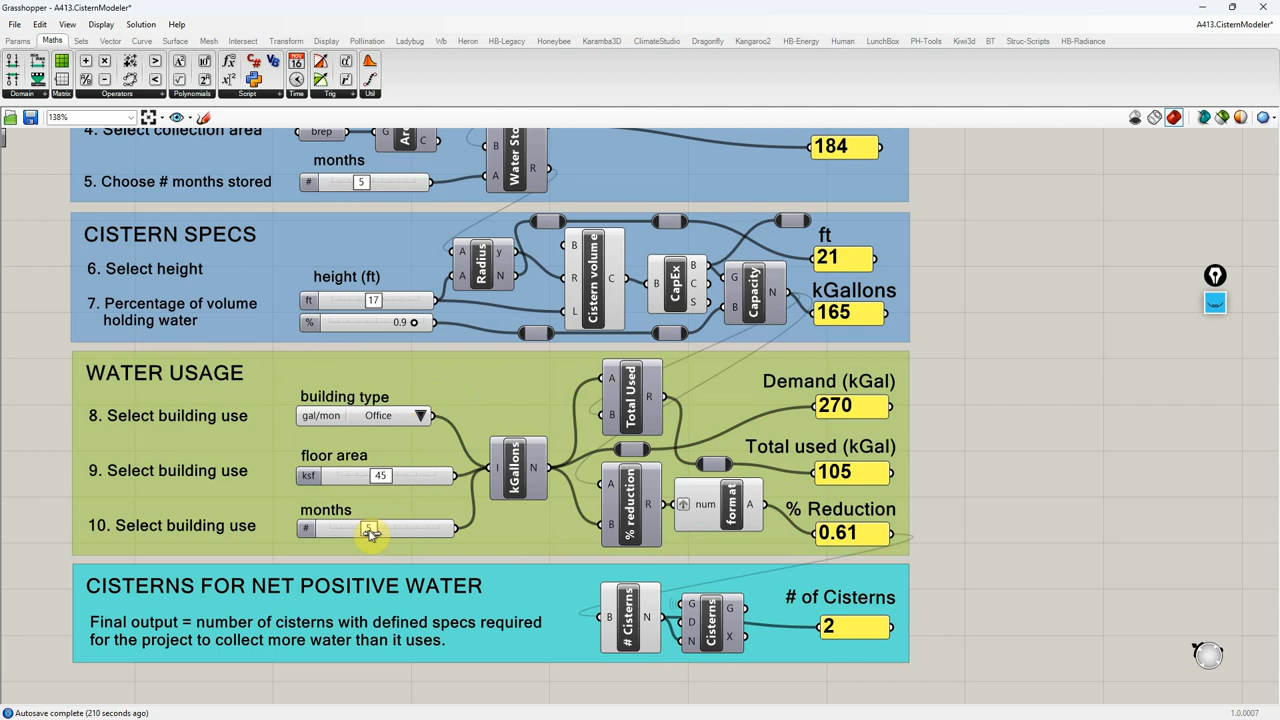 Grasshopper - A413.CisternModeler*
File Edit View Display Solution Help
A413.CisternModeler*
Params Maths Sets Vector Curve Surface Mesh Intersect Transform Display Pollination Ladybug Wb Heron HB-Legacy Honeybee Karamba3D ClimateStudio Dragonfly Kangaroo2 HB-Energy Human LunchBox BT PH-Tools Kiwi3d Struc-Scripts HB-Radiance
Domain Matrix Operators Polynomials Script Time Trig Util
138%
4. Select collection area
brep
G
Are
C
B
Water Sto
184
months
5. Choose # months stored
# 5
A
R
CISTERN SPECS
6. Select height
7. Percentage of volume
holding water
height (ft)
ft 17
% 0.9
A A Radius y N
B R L Cistern volume C
B CapEx B C S
G B Capacity N
ft
21
kGallons
165
WATER USAGE
8. Select building use
building type
gal/mon Office
9. Select building use
floor area
ksf 45
10. Select building use
months
# 5
I kGallons N
A B Total Used R
A B % reduction R
num format A
Demand (kGal)
270
Total used (kGal)
105
% Reduction
0.61
CISTERNS FOR NET POSITIVE WATER
Final output = number of cisterns with defined specs required
for the project to collect more water than it uses.
B # Cisterns N
G D N Cisterns G X
# of Cisterns
2
Autosave complete (210 seconds ago)
1.0.0007